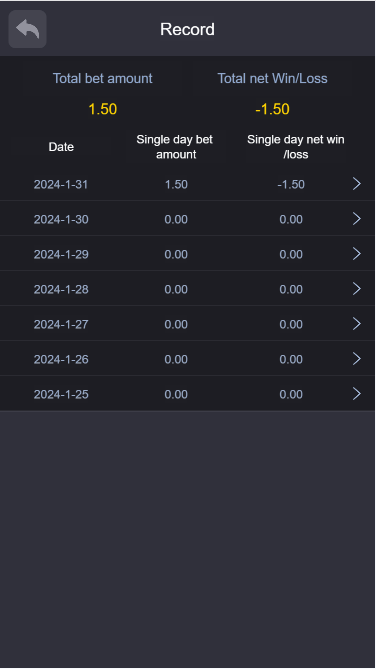 Record
Total bet amount Total net Win/Loss
1.50 -1.50
Date Single day bet amount Single day net win /loss
2024-1-31 1.50 -1.50
2024-1-30 0.00 0.00
2024-1-29 0.00 0.00
2024-1-28 0.00 0.00
2024-1-27 0.00 0.00
2024-1-26 0.00 0.00
2024-1-25 0.00 0.00